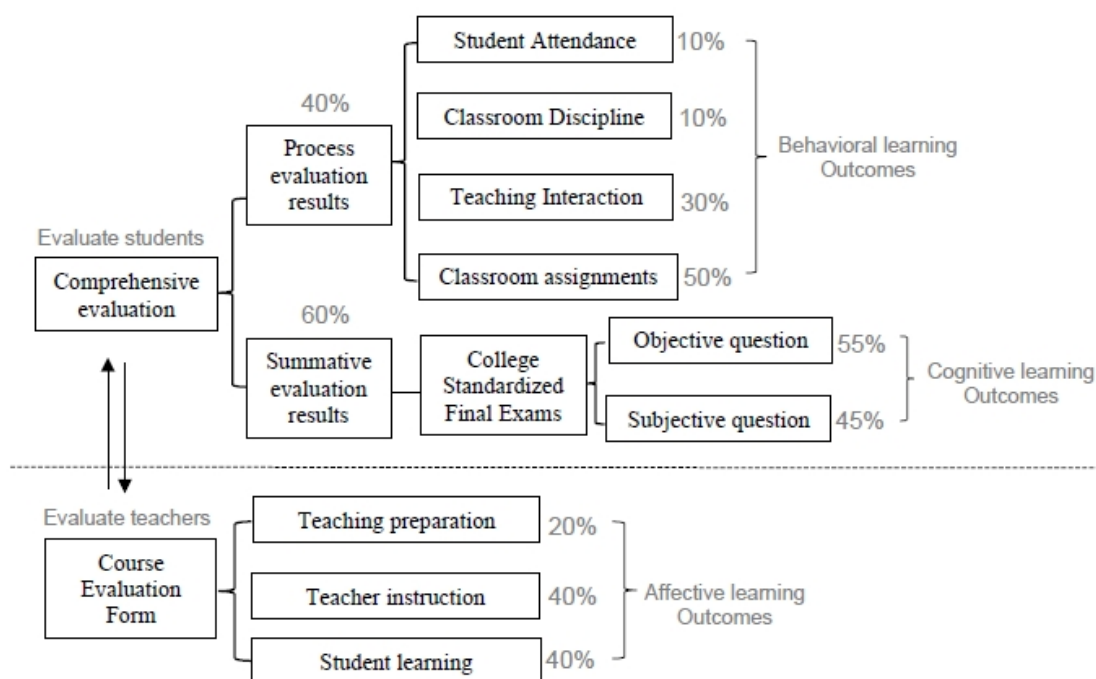 Student Attendance
10%
40%
Classroom Discipline
10%
Process
evaluation
results
Behavioral learning
Outcomes
Teaching Interaction
30%
Evaluate students
Comprehensive
evaluation
Classroom assignments
50%
60%
Summative
evaluation
results
College
Standardized
Final Exams
Objective question
55%
Cognitive learning
Outcomes
Subjective question
45%
Evaluate teachers
Course
Evaluation
Form
Teaching preparation
20%
Teacher instruction
40%
Affective learning
Outcomes
Student learning
40%